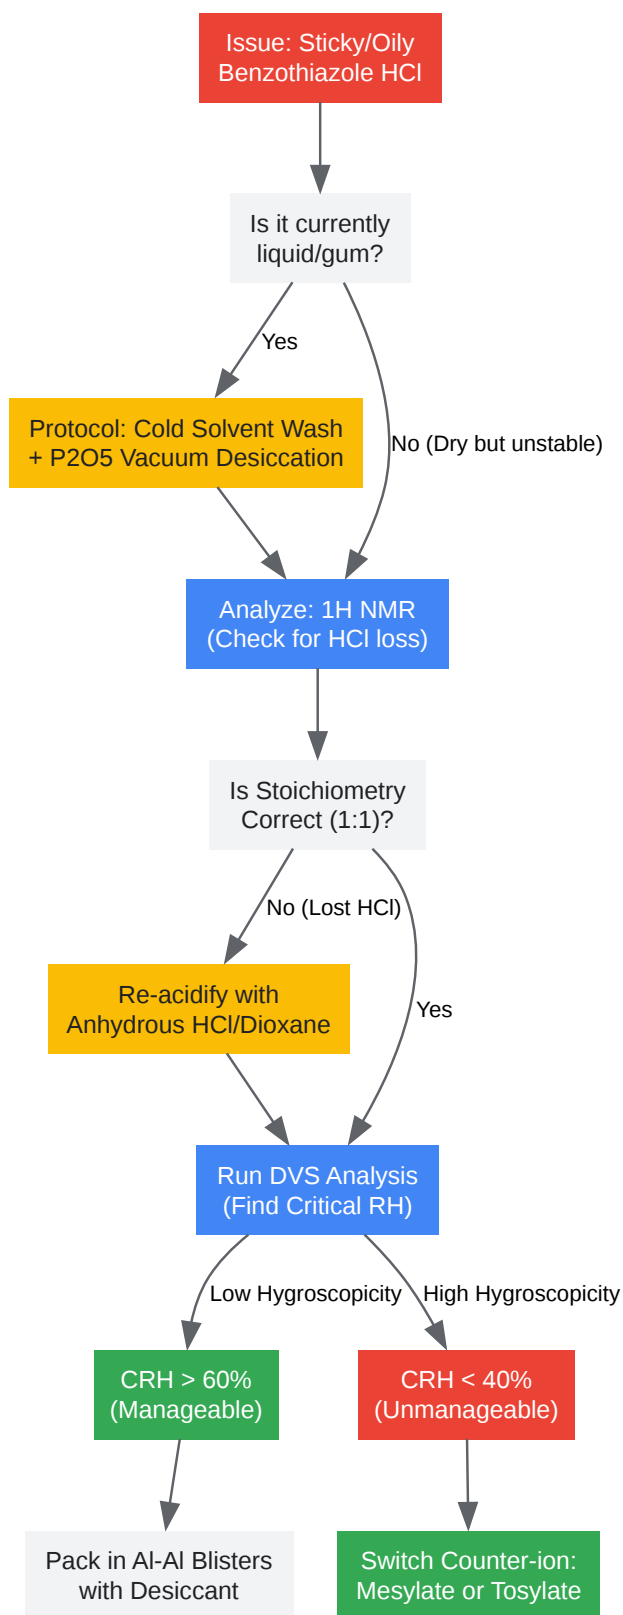 Issue: Sticky/Oily
Benzothiazole HCl
Is it currently
liquid/gum?
Yes
Protocol: Cold Solvent Wash
+ P2O5 Vacuum Desiccation
No (Dry but unstable)
Analyze: 1H NMR
(Check for HCl loss)
Is Stoichiometry
Correct (1:1)?
No (Lost HCl)
Re-acidify with
Anhydrous HCl/Dioxane
Yes
Run DVS Analysis
(Find Critical RH)
Low Hygroscopicity
High Hygroscopicity
CRH > 60%
(Manageable)
CRH < 40%
(Unmanageable)
Pack in Al-Al Blisters
with Desiccant
Switch Counter-ion:
Mesylate or Tosylate